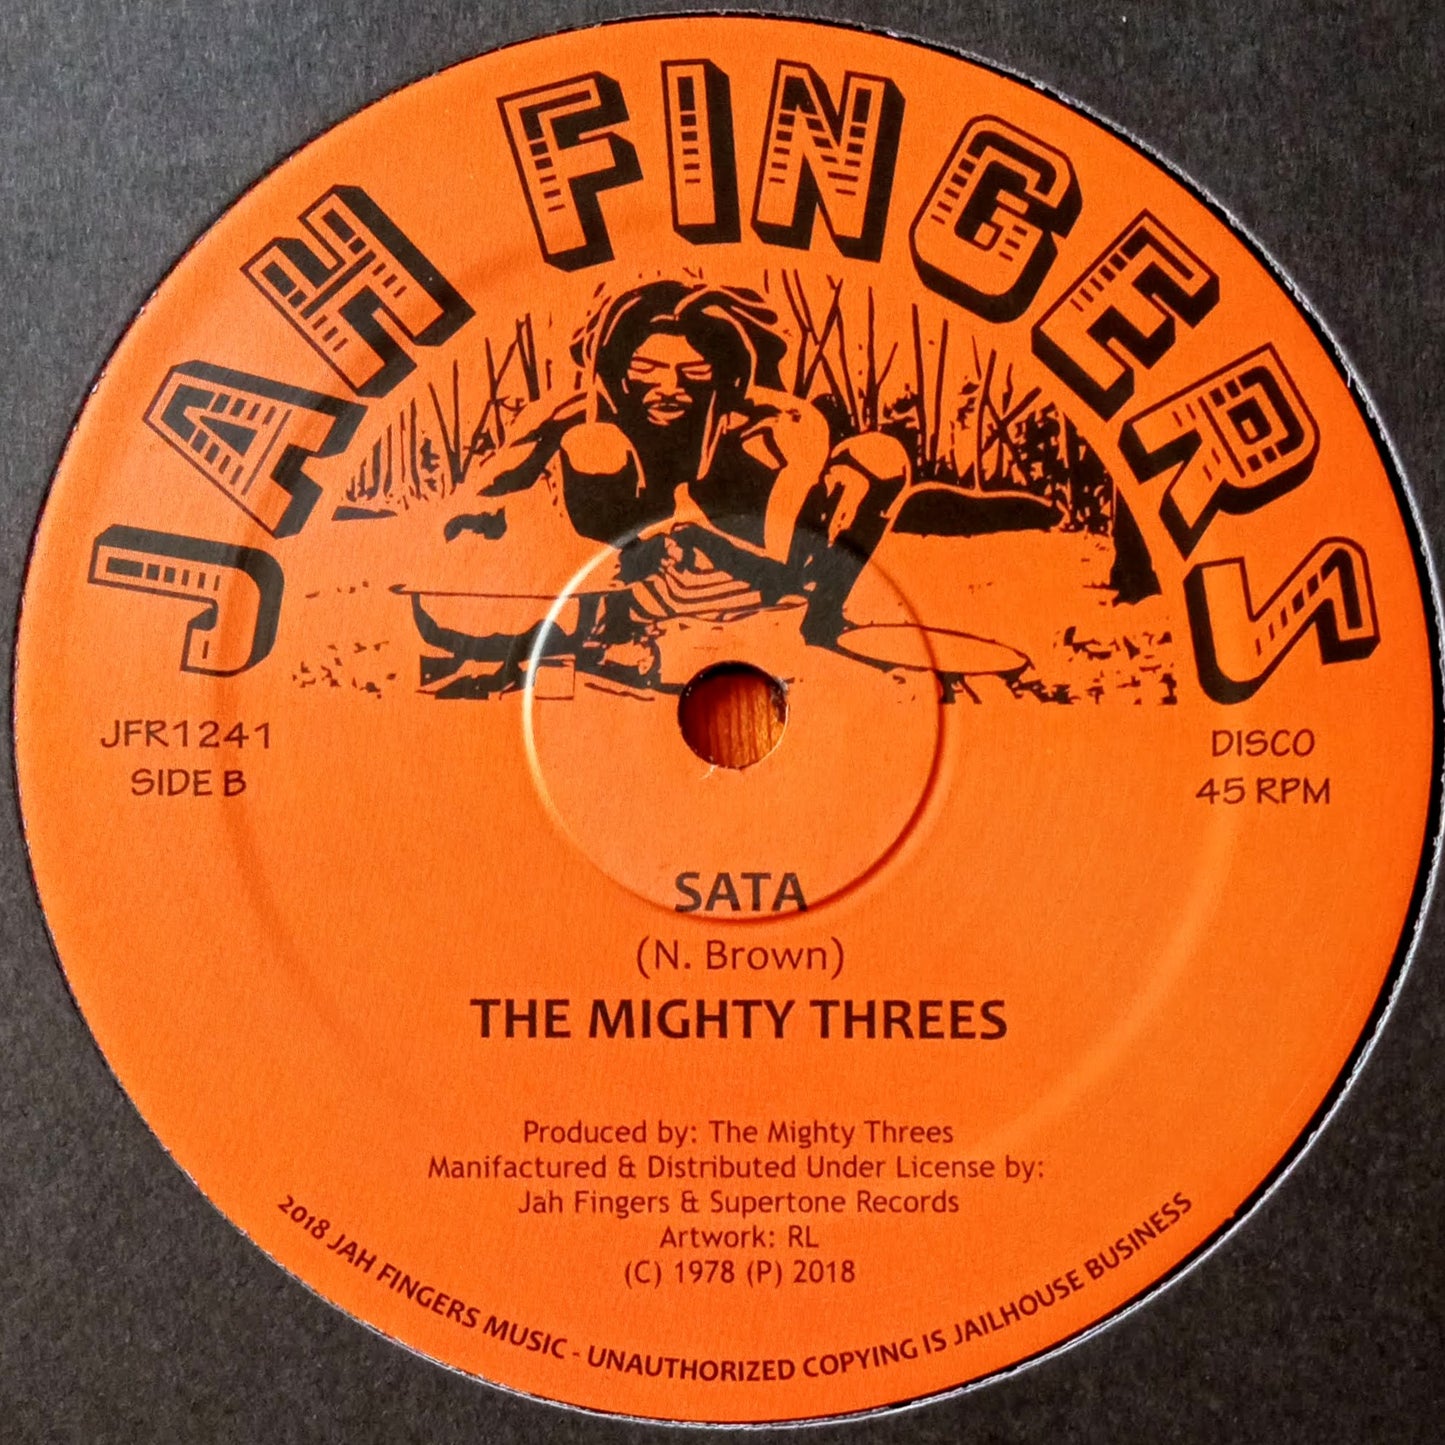 JAH FINGERS
JFR1241
SIDE B
DISCO
45 RPM
SATA
(N. Brown)
THE MIGHTY THREES
Produced by: The Mighty Threes
Manifactured & Distributed Under License by:
Jah Fingers & Supertone Records
Artwork: RL
(C) 1978 (P) 2018
2018 JAH FINGERS MUSIC - UNAUTHORIZED COPYING IS JAILHOUSE BUSINESS